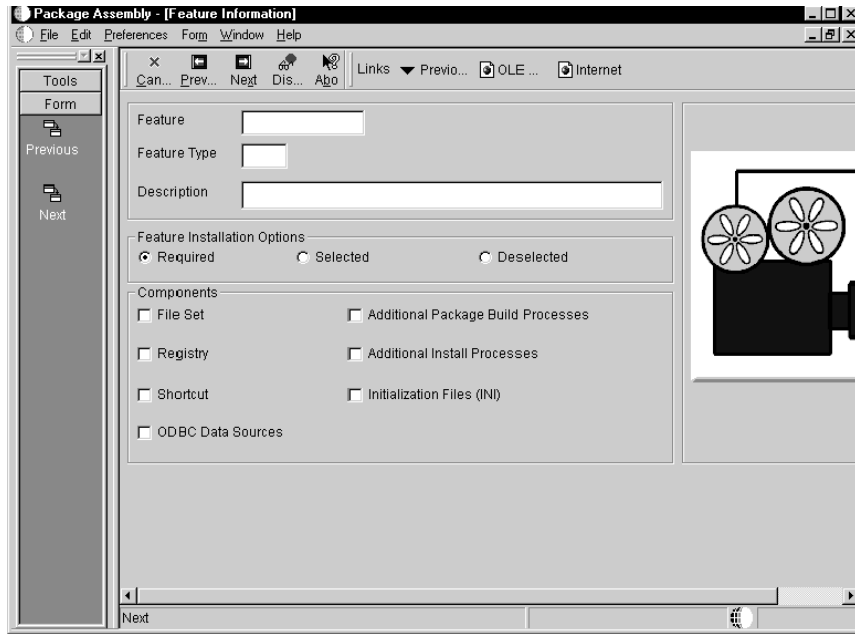 Package Assembly - [Feature Information]
File Edit Preferences Form Window Help
Can... Prev... Next Dis... Abo Links Previo... OLE ... Internet
Tools
Form
Previous
Next
Feature
Feature Type
Description
Feature Installation Options
Required Selected Deselected
Components
File Set Additional Package Build Processes
Registry Additional Install Processes
Shortcut Initialization Files (INI)
ODBC Data Sources
Next